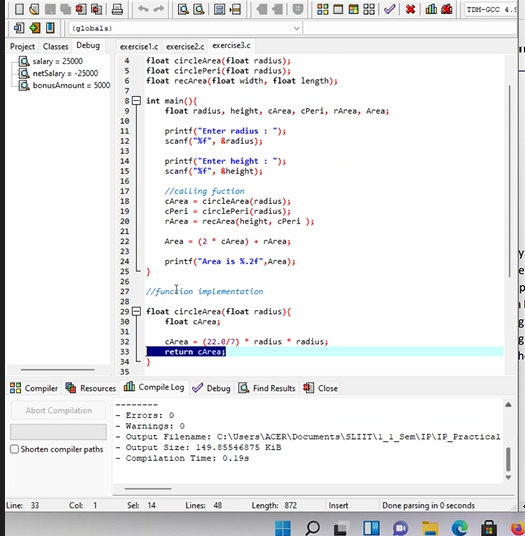 TDM-GCC 4.9
(globals)
Project Classes Debug
exercise1.c exercise2.c exercise3.c
salary = 25000
netSalary = -25000
bonusAmount = 5000
4 float circleArea(float radius);
5 float circlePeri(float radius);
6 float recArea(float width, float length);
7
8 int main(){
9 float radius, height, cArea, cPeri, rArea, Area;
10
11 printf("Enter radius : ");
12 scanf("%f", &radius);
13
14 printf("Enter height : ");
15 scanf("%f", &height);
16
17 //calling fuction
18 cArea = circleArea(radius);
19 cPeri = circlePeri(radius);
20 rArea = recArea(height, cPeri );
21
22 Area = (2 * cArea) + rArea;
23
24 printf("Area is %.2f",Area);
25 }
26
27 //function implementation
28
29 float circleArea(float radius){
30 float cArea;
31
32 cArea = (22.0/7) * radius * radius;
33 return cArea;
34 }
35
Compiler Resources Compile Log Debug Find Results Close
Abort Compilation
Shorten compiler paths
--------
- Errors: 0
- Warnings: 0
- Output Filename: C:\Users\ACER\Documents\SLIIT\1_1_Sem\IP\IP_Practical
- Output Size: 149.85546875 KiB
- Compilation Time: 0.19s
Line: 33 Col: 1 Sel: 14 Lines: 48 Length: 872 Insert Done parsing in 0 seconds